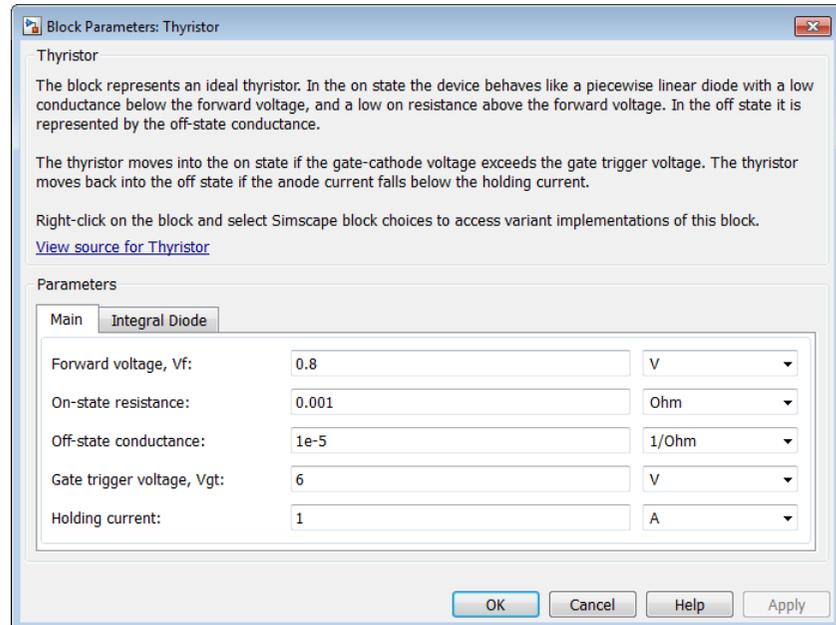 Block Parameters: Thyristor
Thyristor
The block represents an ideal thyristor. In the on state the device behaves like a piecewise linear diode with a low
conductance below the forward voltage, and a low on resistance above the forward voltage. In the off state it is
represented by the off-state conductance.
The thyristor moves into the on state if the gate-cathode voltage exceeds the gate trigger voltage. The thyristor
moves back into the off state if the anode current falls below the holding current.
Right-click on the block and select Simscape block choices to access variant implementations of this block.
View source for Thyristor
Parameters
Main Integral Diode
Forward voltage, Vf: 0.8 V
On-state resistance: 0.001 Ohm
Off-state conductance: 1e-5 1/Ohm
Gate trigger voltage, Vgt: 6 V
Holding current: 1 A
OK Cancel Help Apply